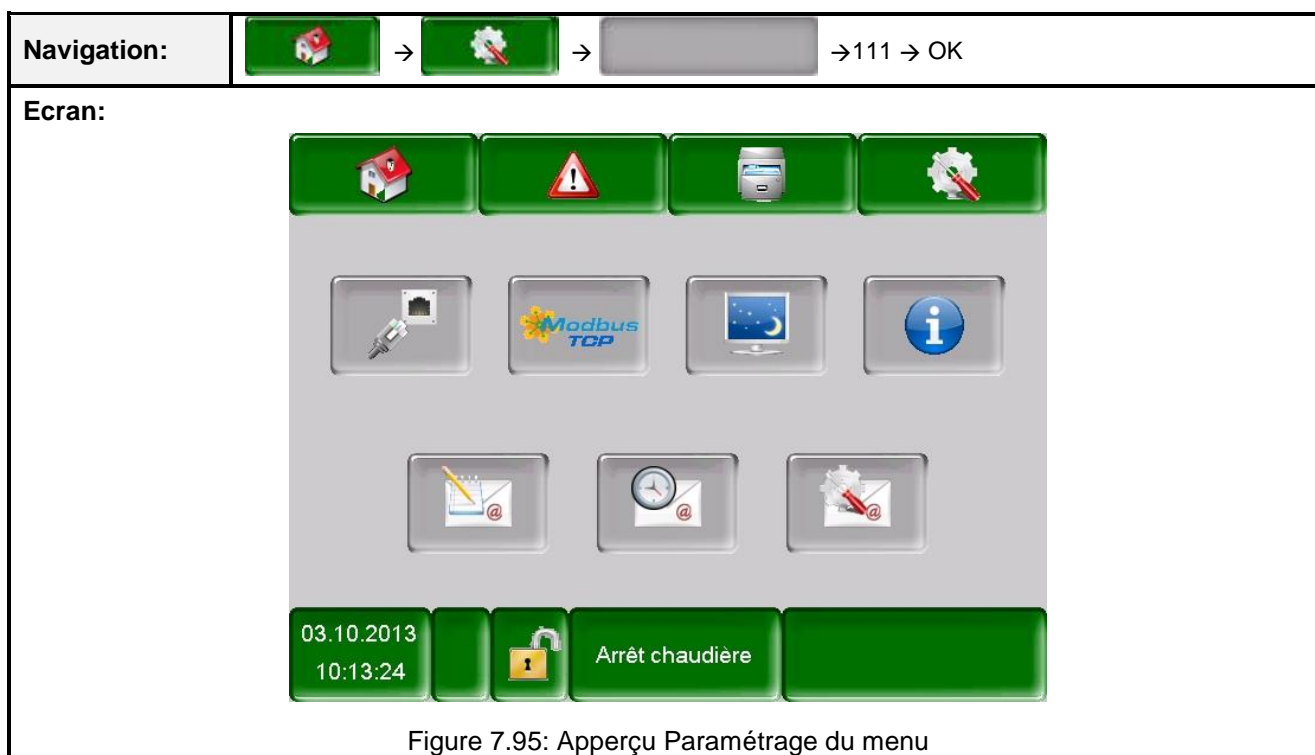 Navigation: → → →111 → OK
Ecran:
Modbus
TCP
@ @ @
03.10.2013
10:13:24
Arrêt chaudière
Figure 7.95: Apperçu Paramétrage du menu